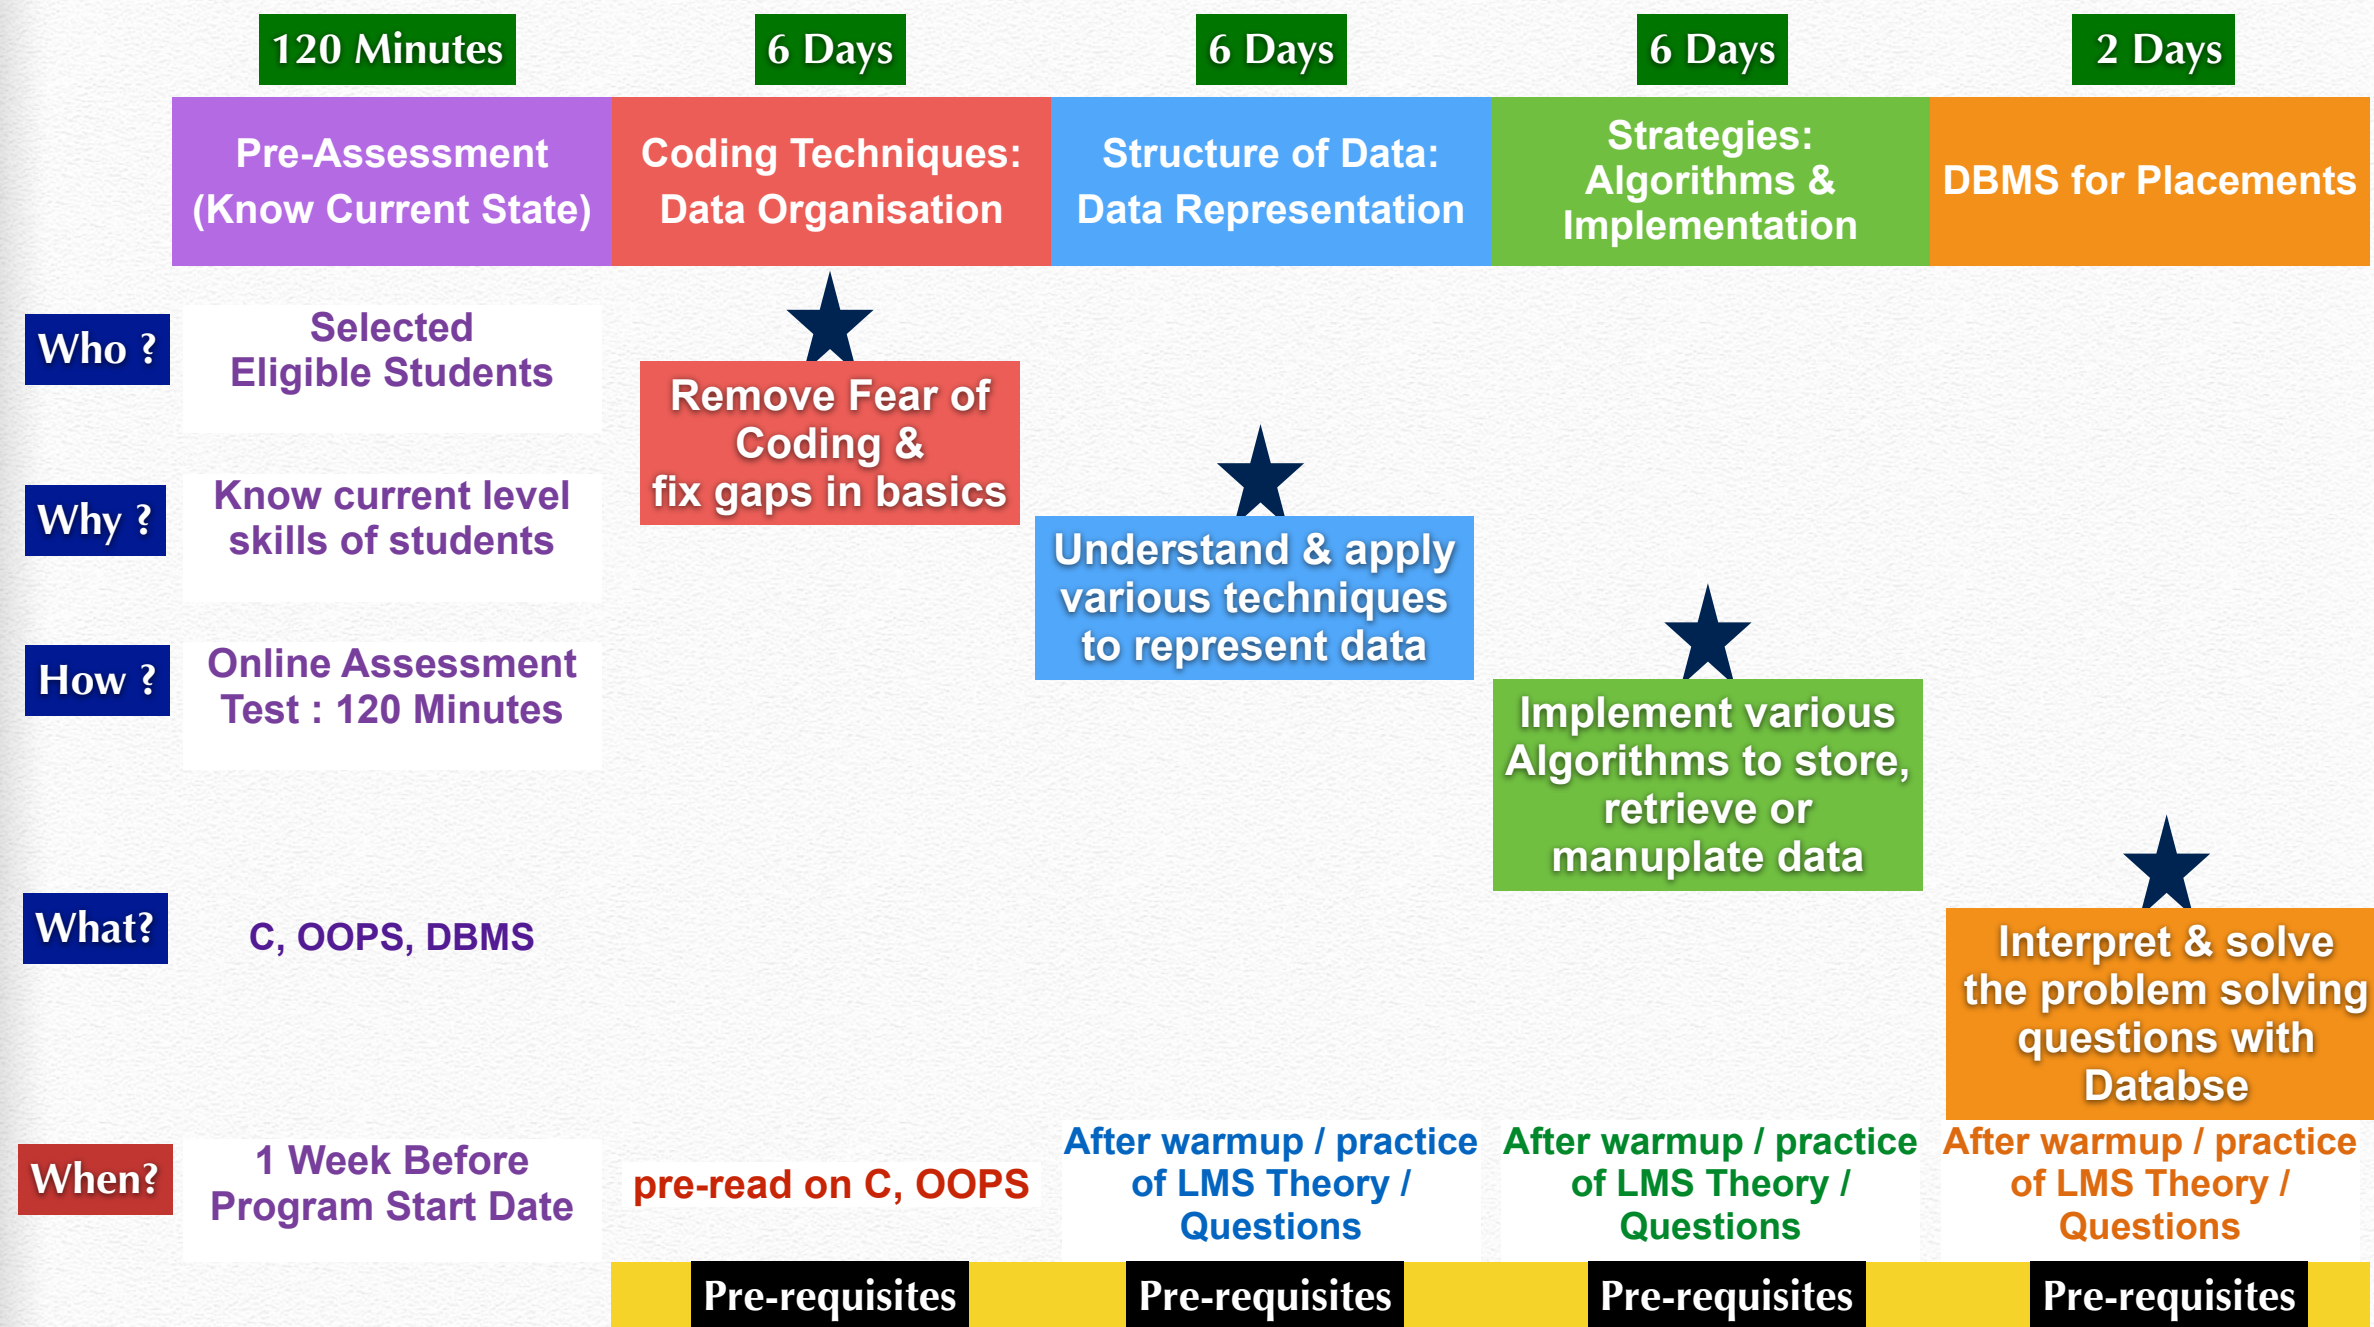 120 Minutes
6 Days
6 Days
6 Days
2 Days
Pre-Assessment
(Know Current State)
Coding Techniques:
Data Organisation
Structure of Data:
Data Representation
Strategies:
Algorithms &
Implementation
DBMS for Placements
Who ?
Selected
Eligible Students
Remove Fear of
Coding &
fix gaps in basics
Why ?
Know current level
skills of students
Understand & apply
various techniques
to represent data
How ?
Online Assessment
Test : 120 Minutes
Implement various
Algorithms to store,
retrieve or
manuplate data
What?
C, OOPS, DBMS
Interpret & solve
the problem solving
questions with
Databse
When?
1 Week Before
Program Start Date
pre-read on C, OOPS
After warmup / practice
of LMS Theory /
Questions
After warmup / practice
of LMS Theory /
Questions
After warmup / practice
of LMS Theory /
Questions
Pre-requisites
Pre-requisites
Pre-requisites
Pre-requisites